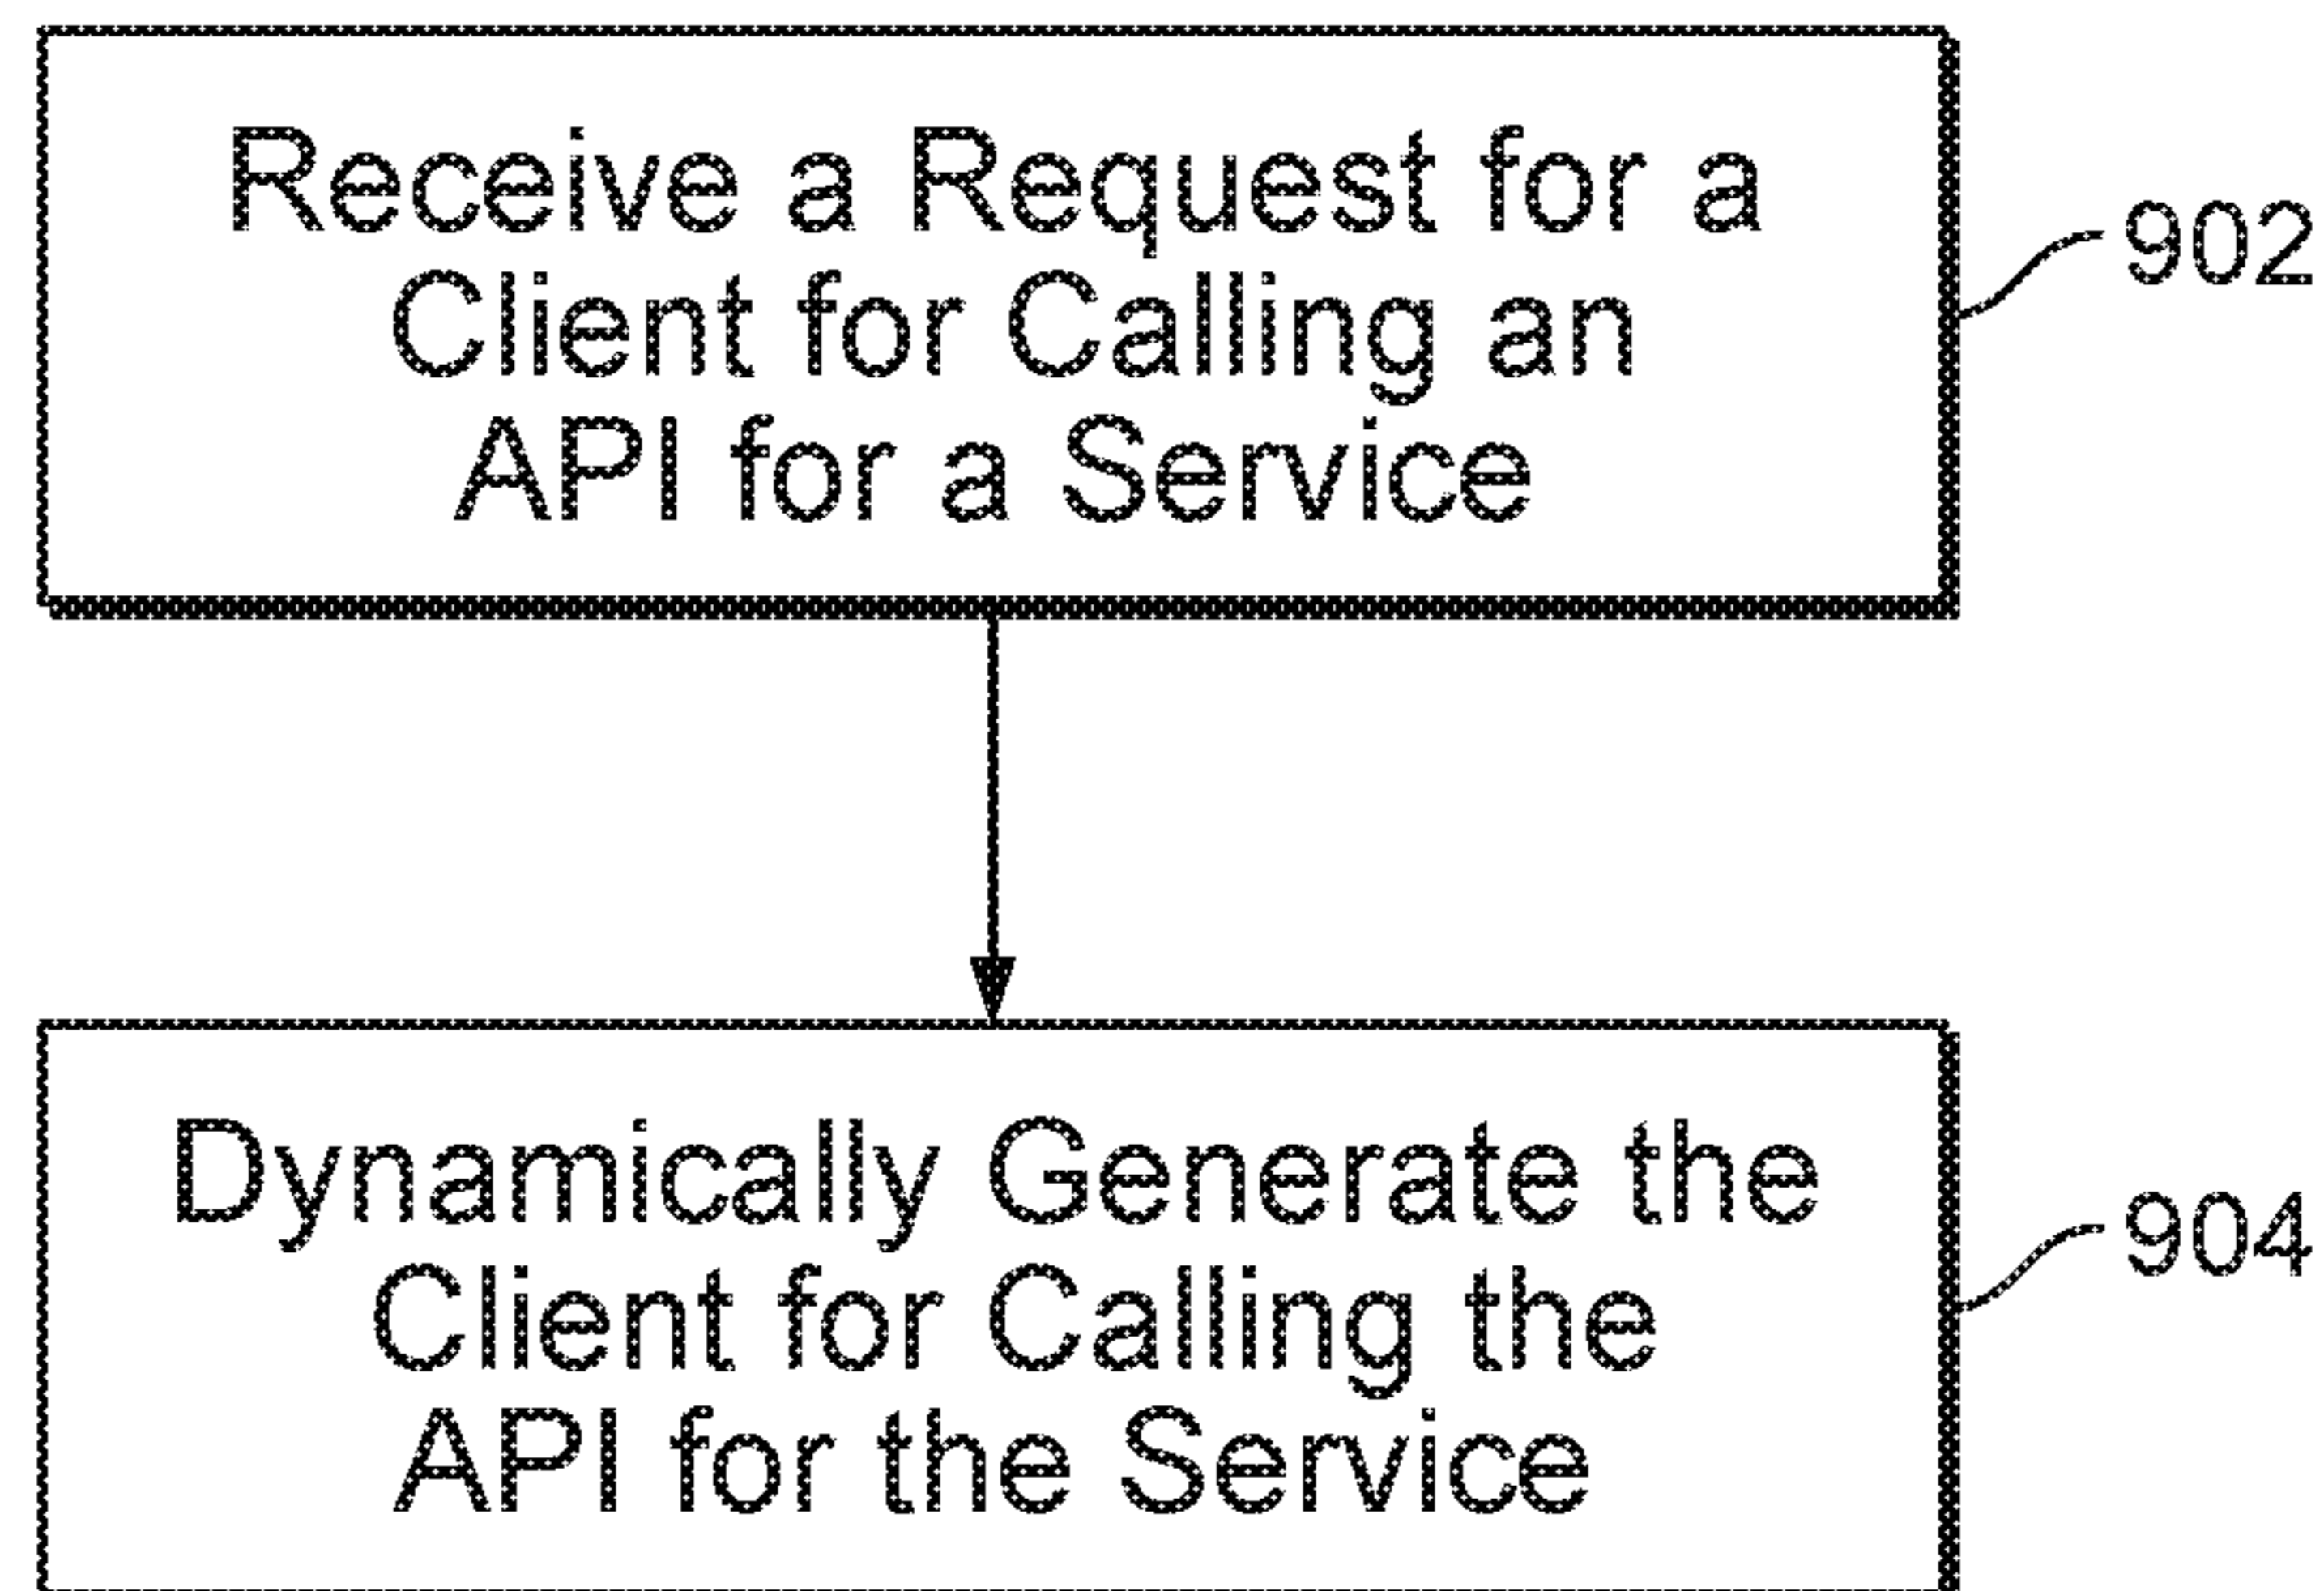 Receive a Request for a
Client for Calling an
API for a Service
902
Dynamically Generate the
Client for Calling the
API for the Service
904